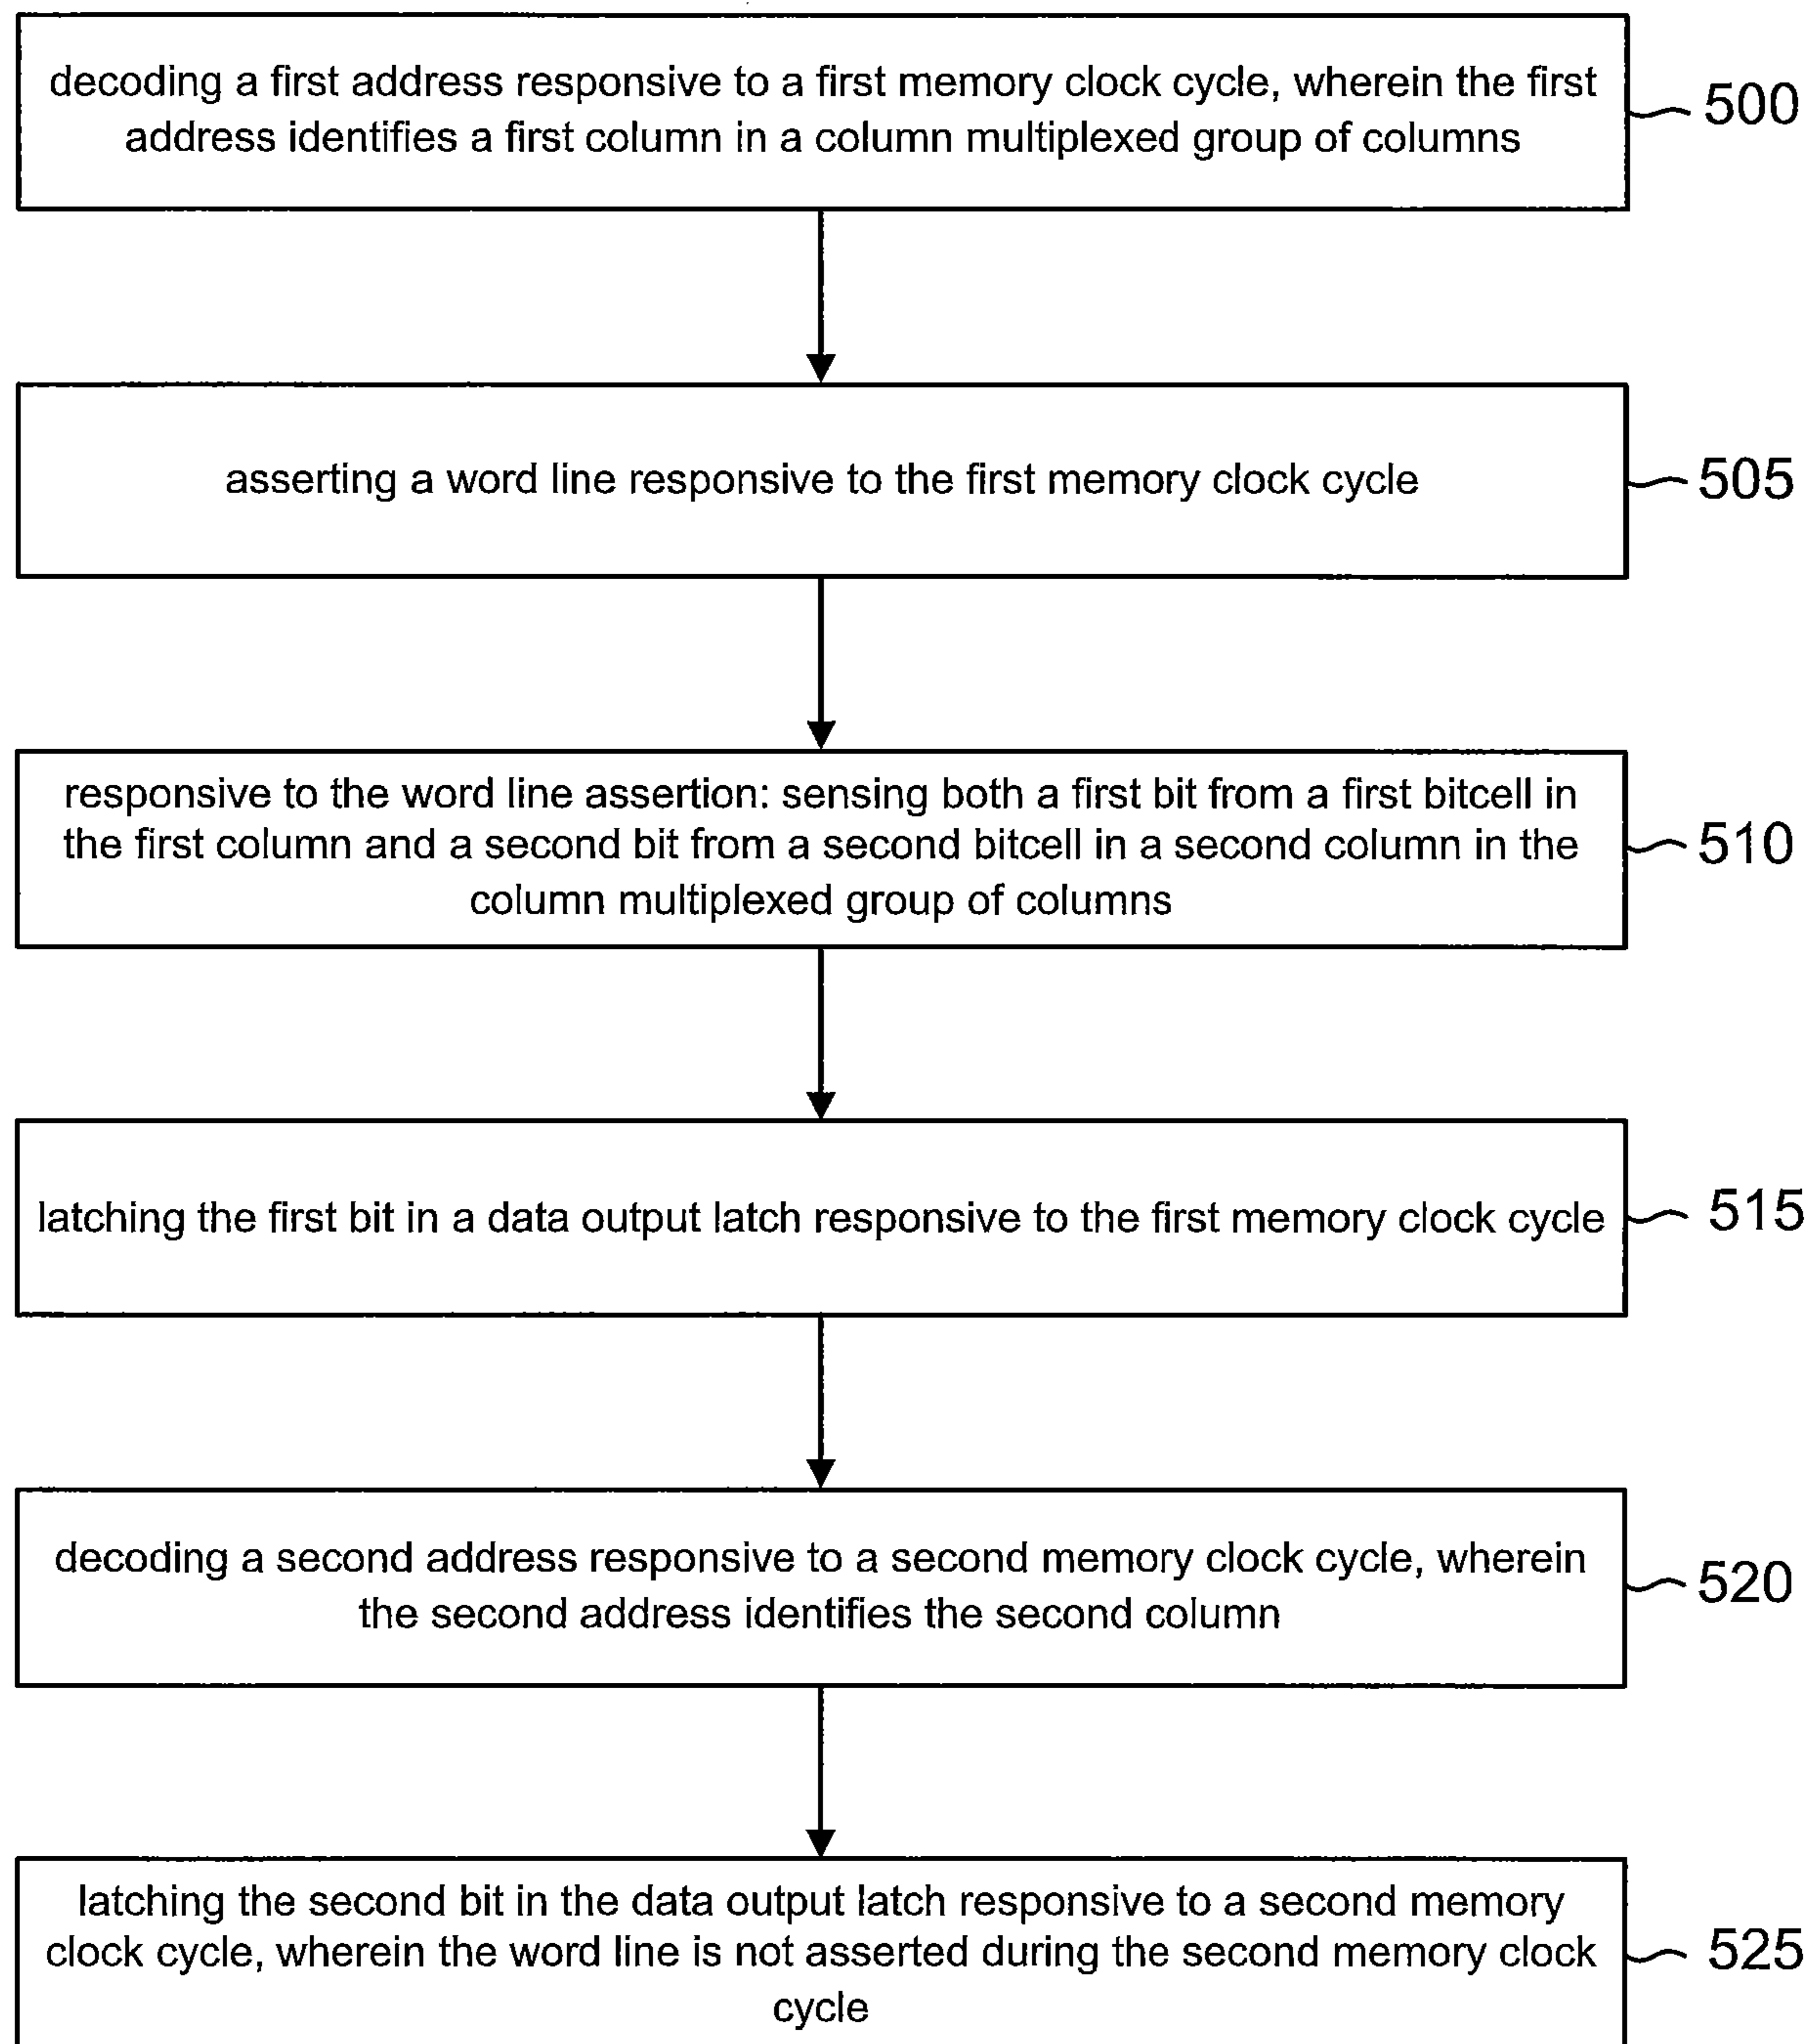 decoding a first address responsive to a first memory clock cycle, wherein the first
address identifies a first column in a column multiplexed group of columns
500
asserting a word line responsive to the first memory clock cycle
505
responsive to the word line assertion: sensing both a first bit from a first bitcell in
the first column and a second bit from a second bitcell in a second column in the
column multiplexed group of columns
510
latching the first bit in a data output latch responsive to the first memory clock cycle
515
decoding a second address responsive to a second memory clock cycle, wherein
the second address identifies the second column
520
latching the second bit in the data output latch responsive to a second memory
clock cycle, wherein the word line is not asserted during the second memory clock
cycle
525